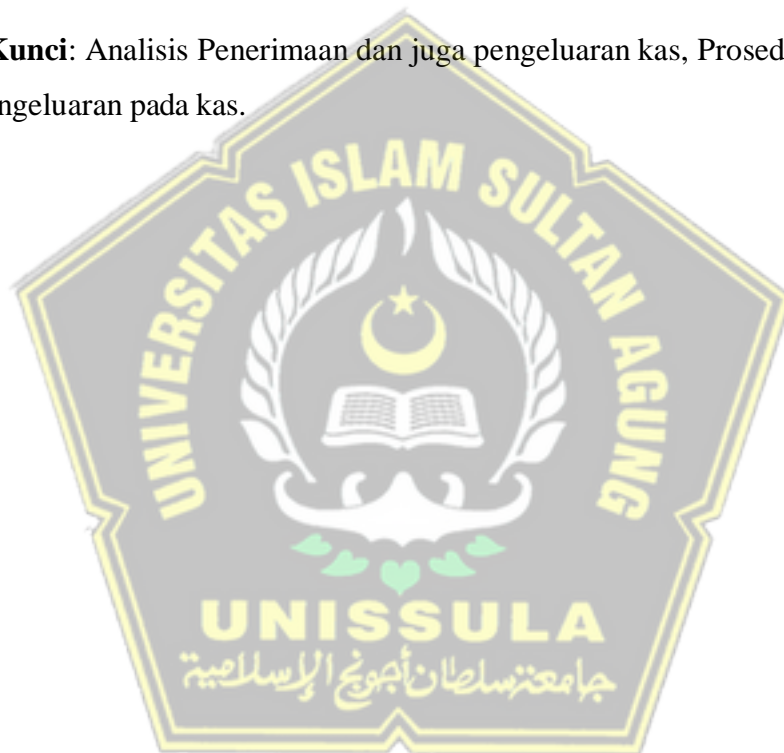 Kunci: Analisis Penerimaan dan juga pengeluaran kas, Prosed
ngeluaran pada kas.
UNIVERSITAS ISLAM SULTAN AGUNG
UNISSULA
جامعة سلطان أجونج الإسلامية